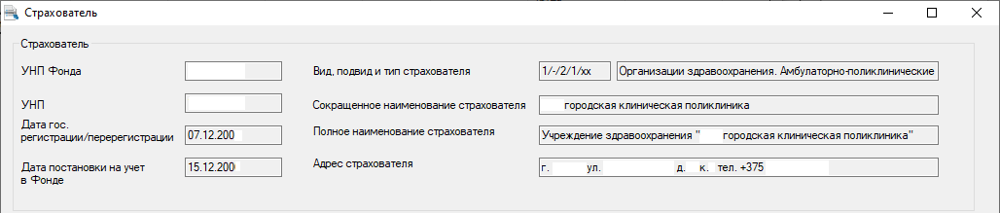 Страхователь
Страхователь
УНП Фонда
Вид, подвид и тип страхователя
1/-/2/1/xx
Организации здравоохранения. Амбулаторно-поликлинические
УНП
Сокращенное наименование страхователя
городская клиническая поликлиника
Дата гос.
регистрации/перерегистрации
07.12.200
Полное наименование страхователя
Учреждение здравоохранения " городская клиническая поликлиника"
Дата постановки на учет
в Фонде
15.12.200
Адрес страхователя
г. ул. д. к. тел. +375